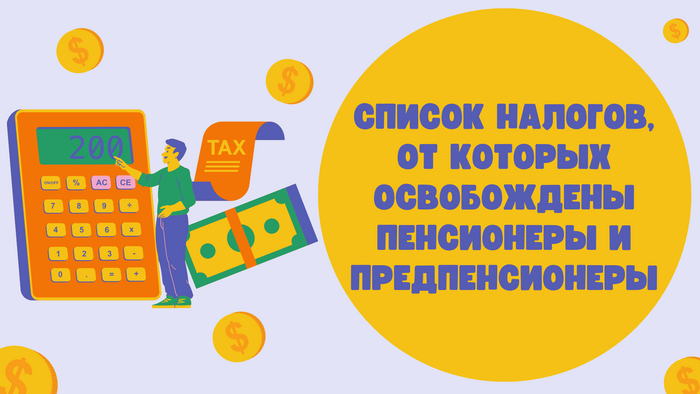 200
TAX
ON/OFF % AC CE
7 8 9 ÷
4 5 6 x
1 2 3 -
0 . = +
СПИСОК НАЛОГОВ,
ОТ КОТОРЫХ
ОСВОБОЖДЕНЫ
ПЕНСИОНЕРЫ И
ПРЕДПЕНСИОНЕРЫ